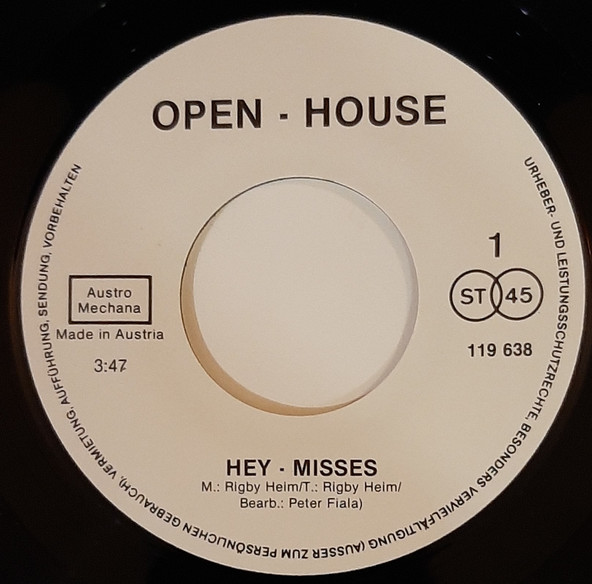 OPEN - HOUSE
URHEBER- UND LEISTUNGSSCHUTZRECHTE, BESONDERS VERVIELFÄLTIGUNG (AUSSER ZUM PERSÖNLICHEN GEBRAUCH), VERMIETUNG, AUFFÜHRUNG, SENDUNG, VORBEHALTEN
Austro
Mechana
Made in Austria
3:47
1
ST 45
119 638
HEY - MISSES
M.: Rigby Heim/T.: Rigby Heim/
Bearb.: Peter Fiala)